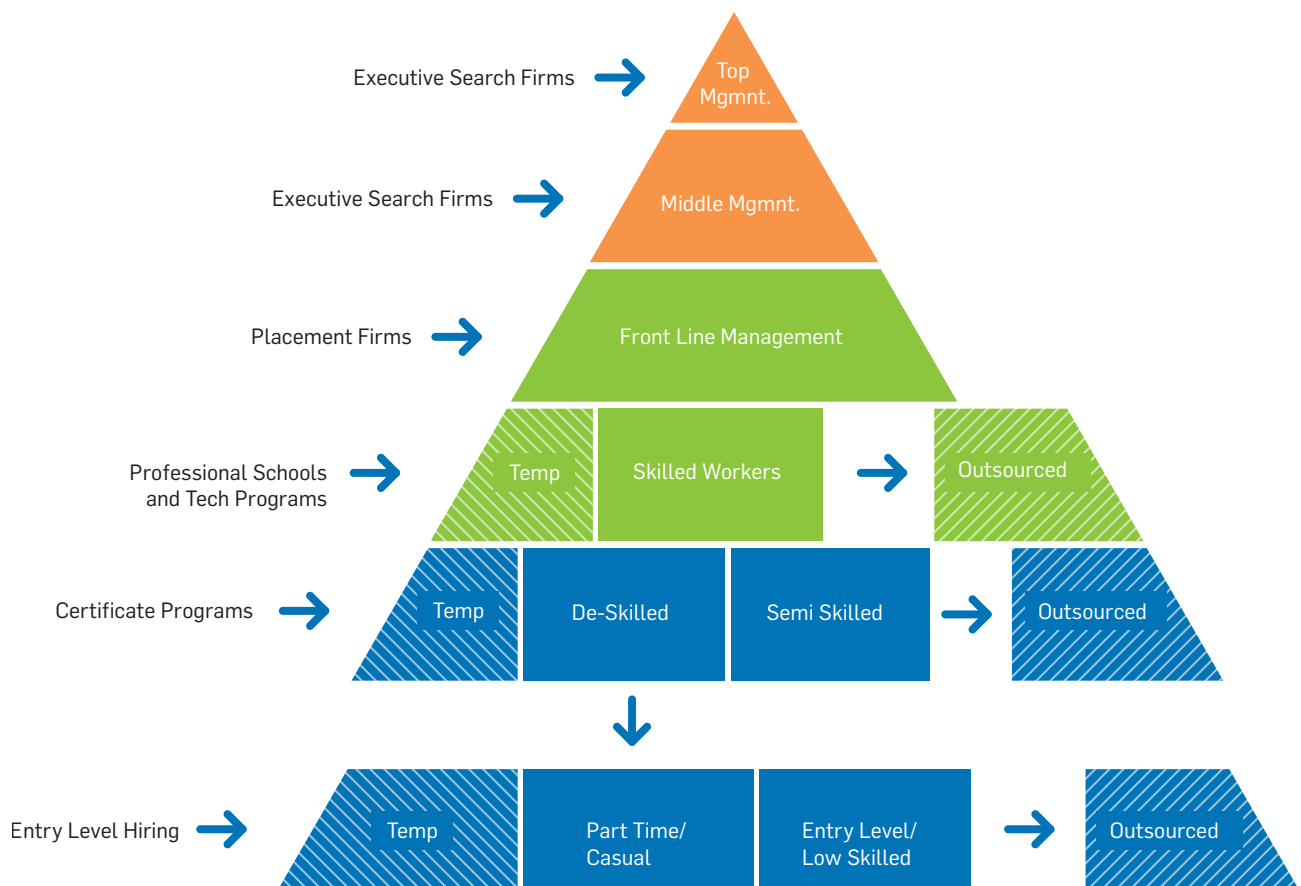 Executive Search Firms
Top
Mgmnt.
Executive Search Firms
Middle Mgmnt.
Placement Firms
Front Line Management
Professional Schools
and Tech Programs
Temp
Skilled Workers
Outsourced
Certificate Programs
Temp
De-Skilled
Semi Skilled
Outsourced
Entry Level Hiring
Temp
Part Time/
Casual
Entry Level/
Low Skilled
Outsourced